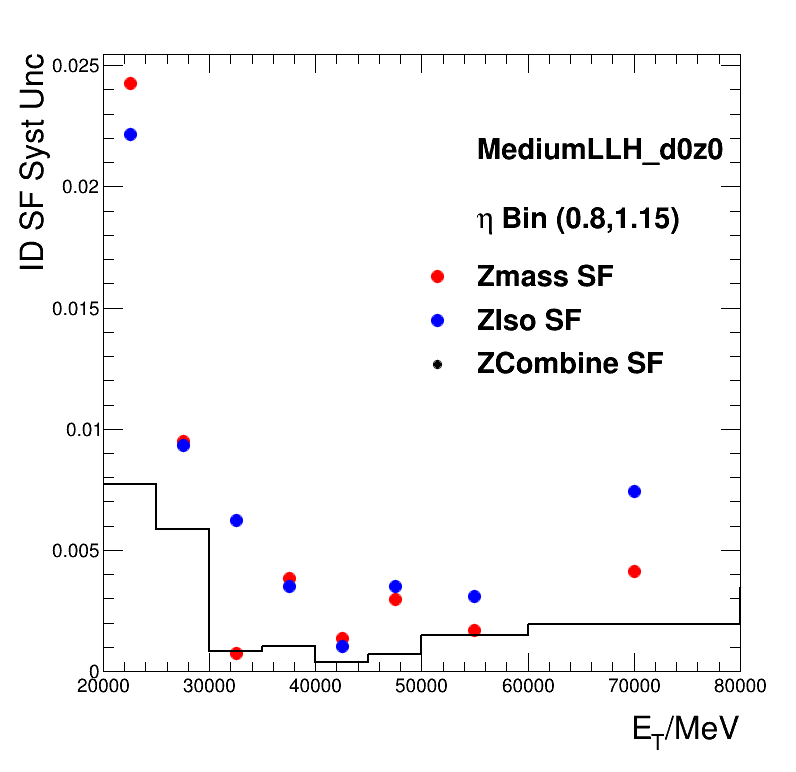 ID SF Syst Unc
0.025
0.02
0.015
0.01
0.005
0
MediumLLH_d0z0
η Bin (0.8,1.15)
Zmass SF
ZIso SF
ZCombine SF
20000 30000 40000 50000 60000 70000 80000
E_T/MeV